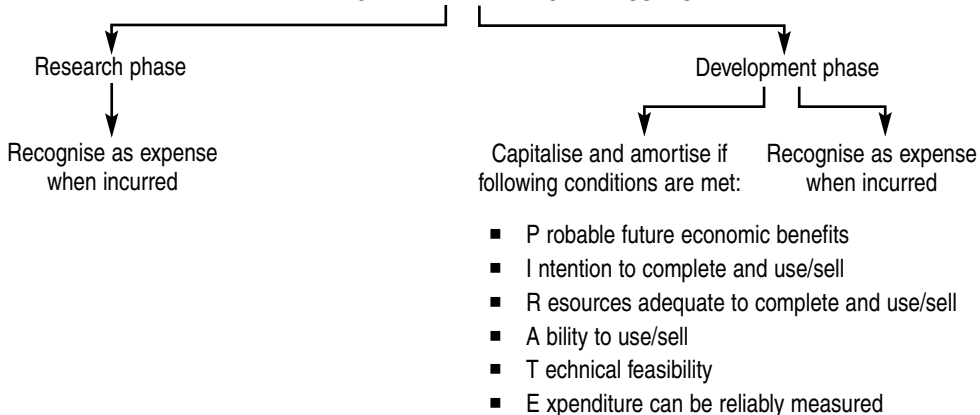 Research phase
Development phase
Recognise as expense
when incurred
Capitalise and amortise if
following conditions are met:
Recognise as expense
when incurred
■ P robable future economic benefits
■ I ntention to complete and use/sell
■ R esources adequate to complete and use/sell
■ A bility to use/sell
■ T echnical feasibility
■ E xpenditure can be reliably measured